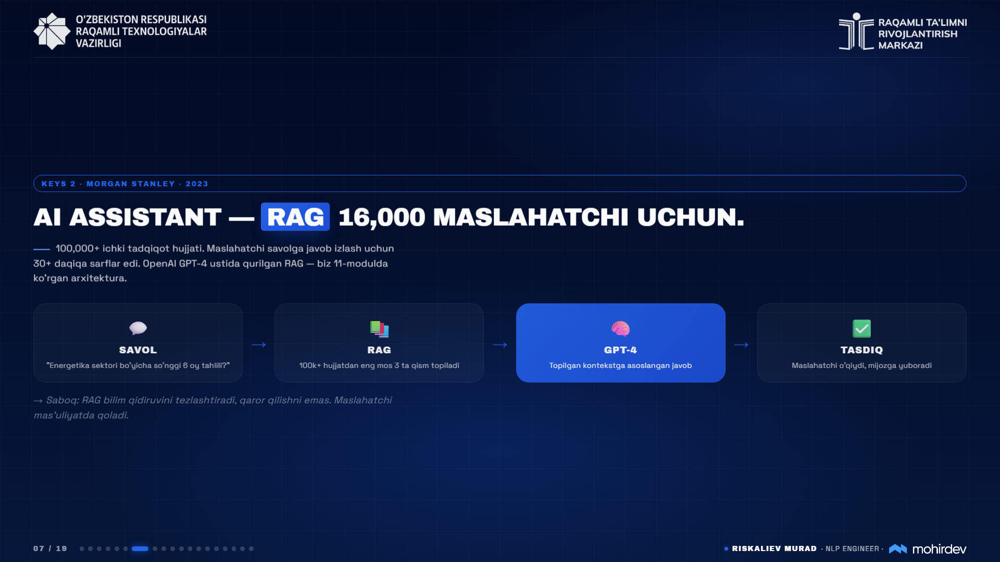 O'ZBEKISTON RESPUBLIKASI
RAQAMLI TEXNOLOGIYALAR
VAZIRLIGI
RAQAMLI TA'LIMNI
RIVOJLANTIRISH
MARKAZI
KEYS 2 · MORGAN STANLEY · 2023
AI ASSISTANT — RAG 16,000 MASLAHATCHI UCHUN.
100,000+ ichki tadqiqot hujjati. Maslahatchi savolga javob izlash uchun
30+ daqiqa sarflar edi. OpenAI GPT-4 ustida qurilgan RAG — biz 11-modulda
ko'rgan arxitektura.
SAVOL
"Energetika sektori bo'yicha so'nggi 6 oy tahlili?"
→
RAG
100k+ hujjatdan eng mos 3 ta qism topiladi
→
GPT-4
Topilgan kontekstga asoslangan javob
→
TASDIQ
Maslahatchi o'qiydi, mijozga yuboradi
→ Saboq: RAG bilim qidiruvini tezlashtiradi, qaror qilishni emas. Maslahatchi
mas'uliyatda qoladi.
07 / 19
RISKALIEV MURAD · NLP ENGINEER ·
mohirdev